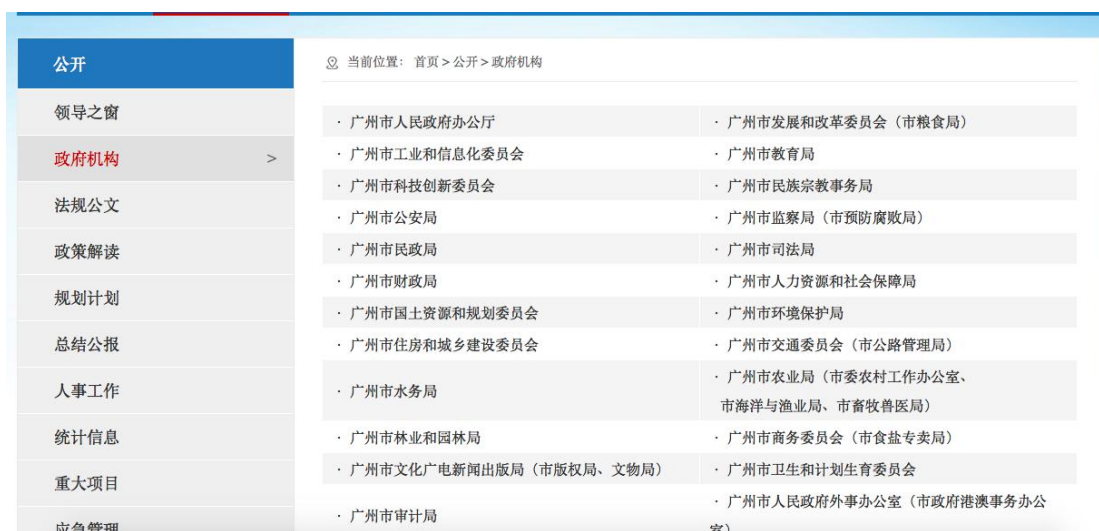 公开
当前位置： 首页 > 公开 > 政府机构
领导之窗
政府机构 >
法规公文
政策解读
规划计划
总结公报
人事工作
统计信息
重大项目
应急管理
· 广州市人民政府办公厅
· 广州市发展和改革委员会（市粮食局）
· 广州市工业和信息化委员会
· 广州市教育局
· 广州市科技创新委员会
· 广州市民族宗教事务局
· 广州市公安局
· 广州市监察局（市预防腐败局）
· 广州市民政局
· 广州市司法局
· 广州市财政局
· 广州市人力资源和社会保障局
· 广州市国土资源和规划委员会
· 广州市环境保护局
· 广州市住房和城乡建设委员会
· 广州市交通委员会（市公路管理局）
· 广州市水务局
· 广州市农业局（市委农村工作办公室、
市海洋与渔业局、市畜牧兽医局）
· 广州市林业和园林局
· 广州市商务委员会（市食盐专卖局）
· 广州市文化广电新闻出版局（市版权局、文物局）
· 广州市卫生和计划生育委员会
· 广州市审计局
· 广州市人民政府外事办公室（市政府港澳事务办公
室）